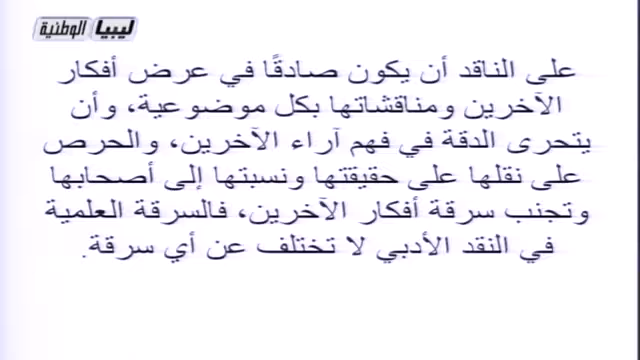 ليبيا الوطنية
على الناقد أن يكون صادقًا في عرض أفكار
الآخرين ومناقشاتها بكل موضوعية، وأن
يتحرى الدقة في فهم آراء الآخرين، والحرص
على نقلها على حقيقتها ونسبتها إلى أصحابها
وتجنب سرقة أفكار الآخرين، فالسرقة العلمية
في النقد الأدبي لا تختلف عن أي سرقة.